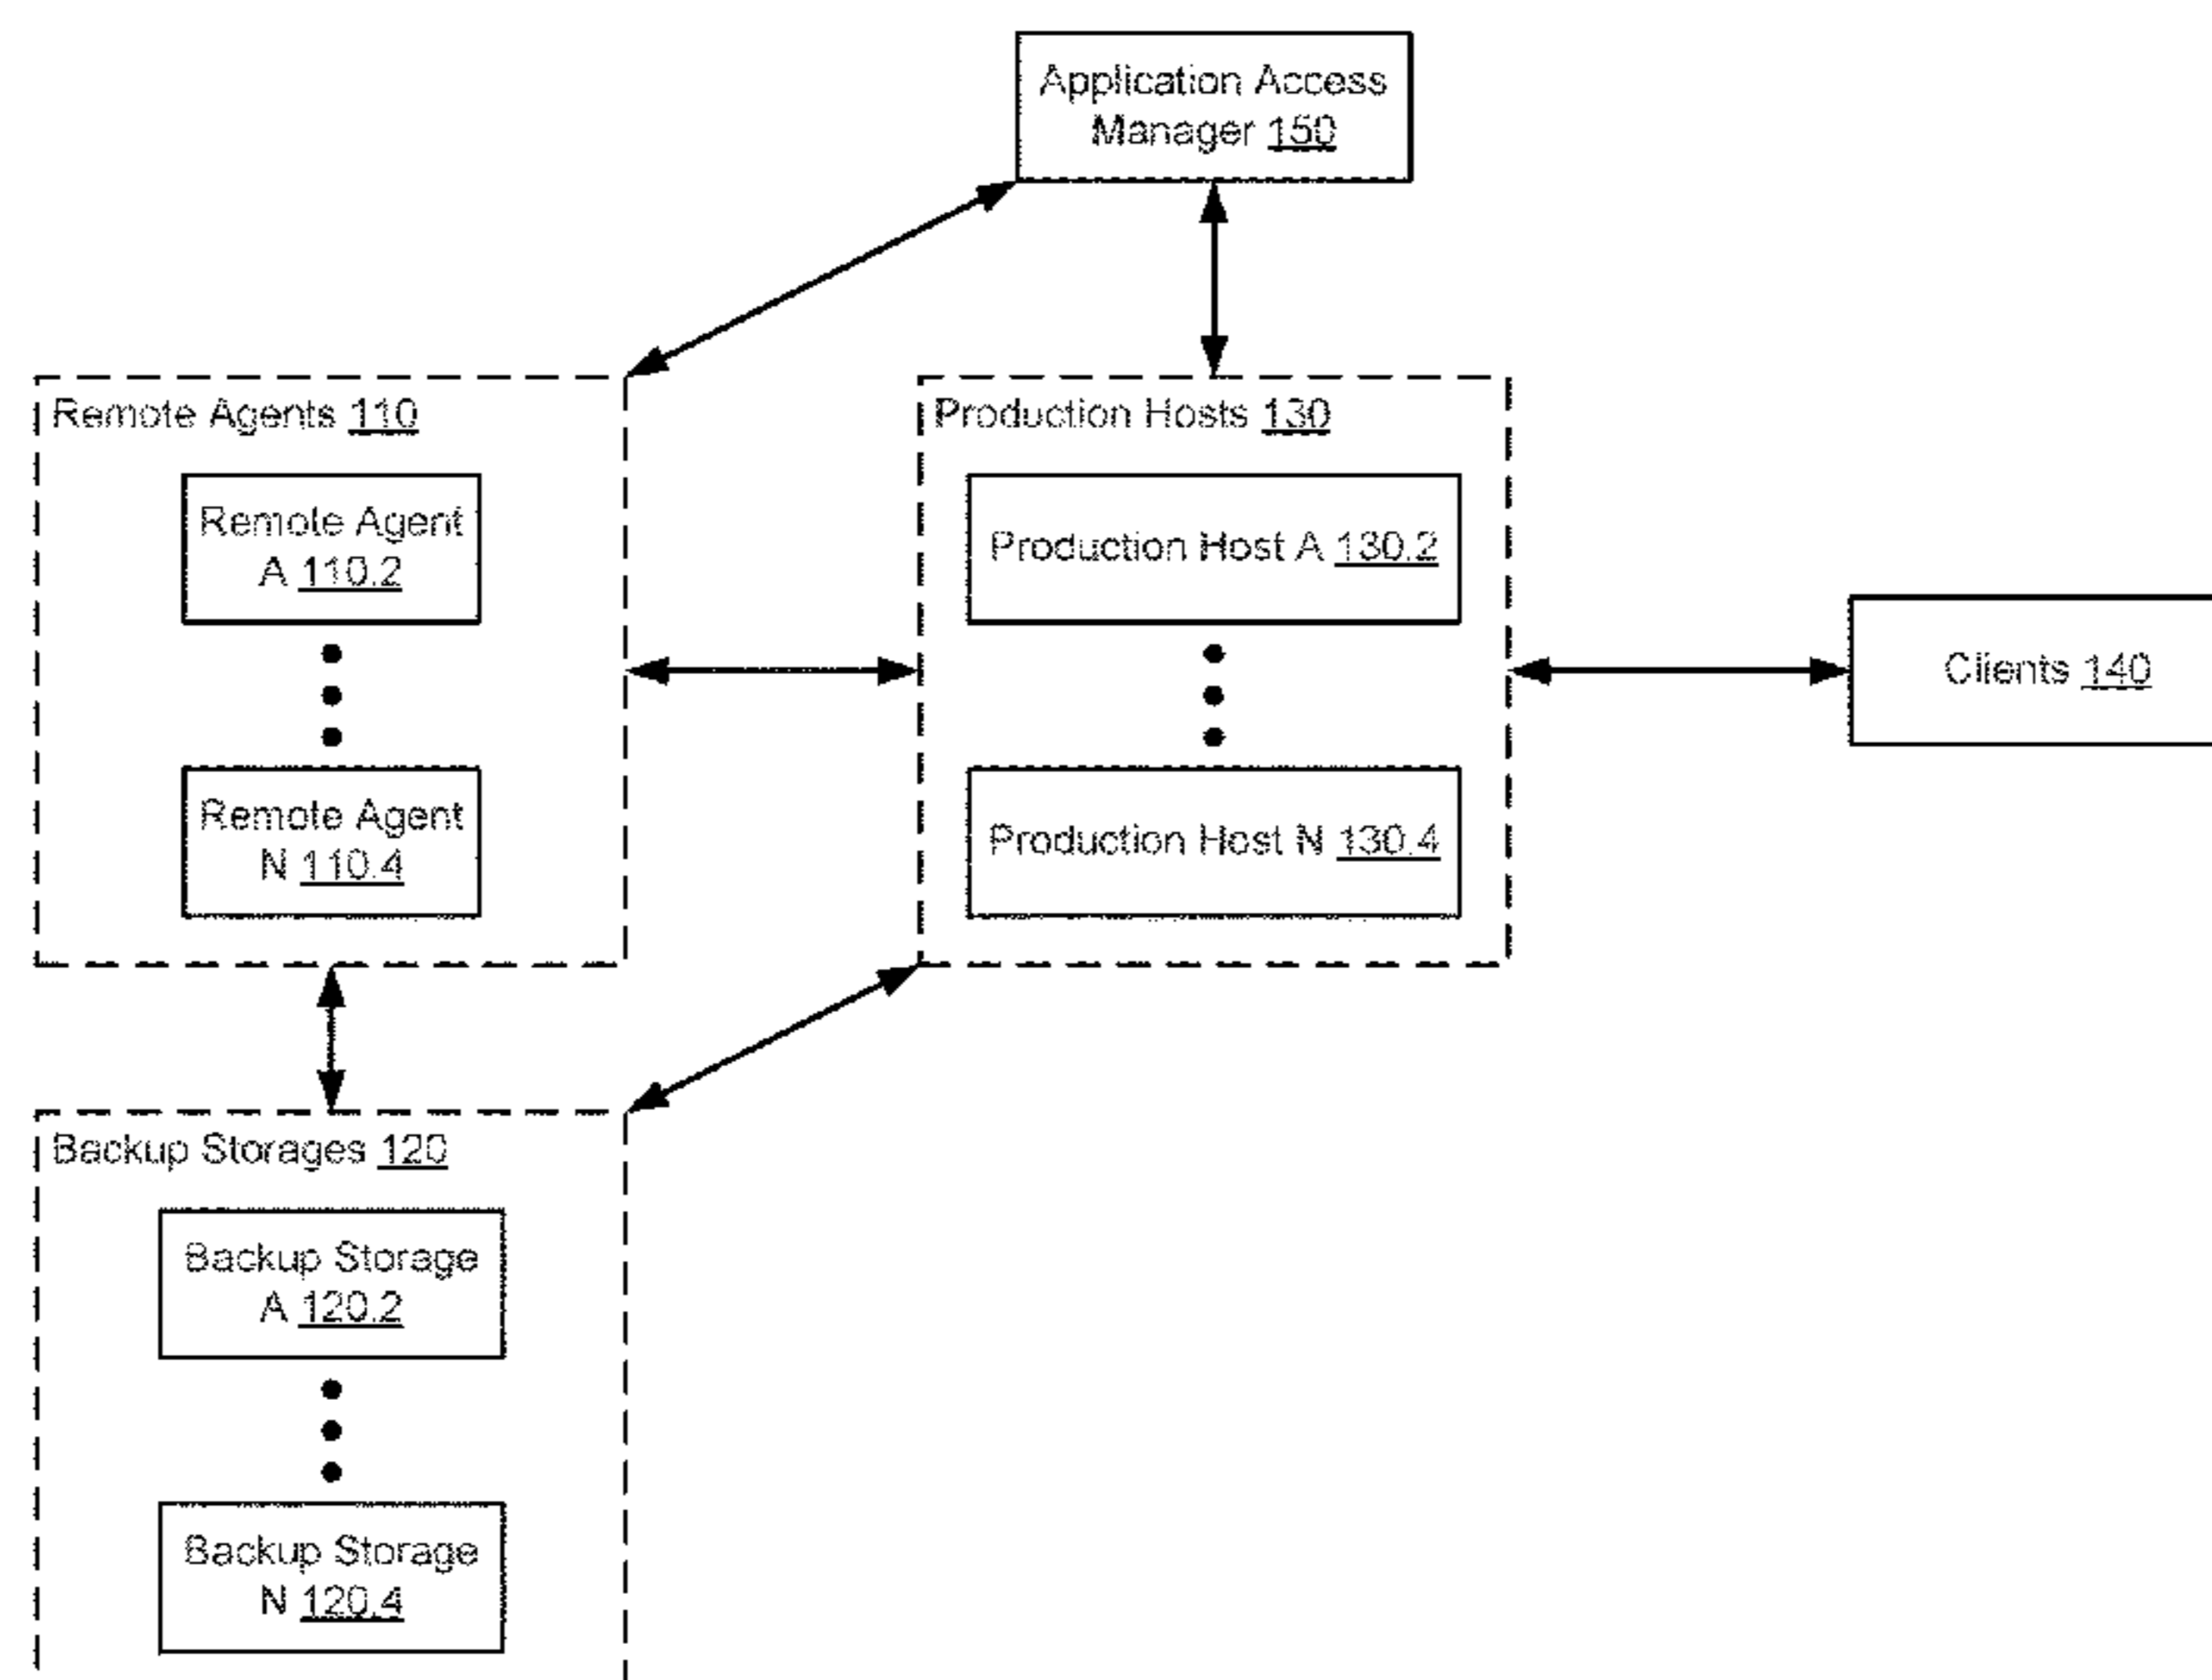 Application Access
Manager 150
Remote Agents 110
Remote Agent
A 110.2
Remote Agent
N 110.4
Production Hosts 130
Production Host A 130.2
Production Host N 130.4
Clients 140
Backup Storages 120
Backup Storage
A 120.2
Backup Storage
N 120.4